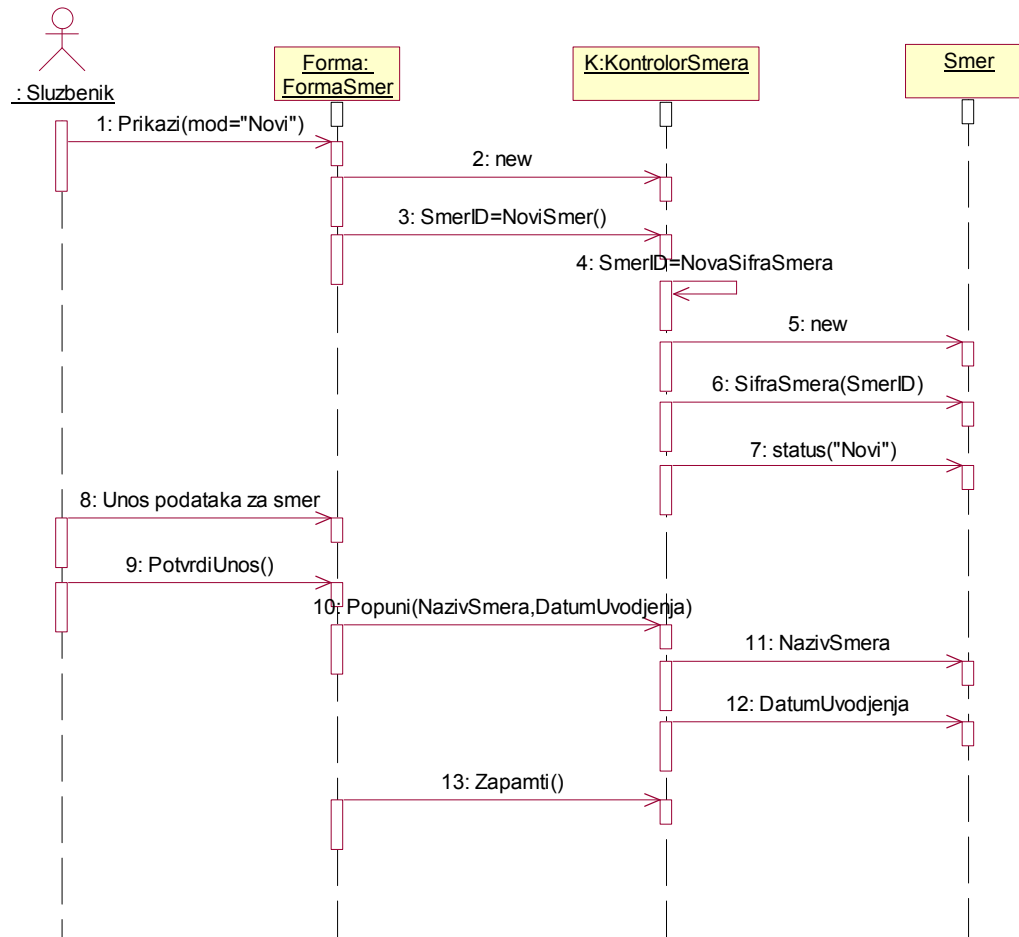 : Sluzbenik
Forma:
FormaSmer
K:KontrolorSmera
Smer
1: Prikazi(mod="Novi")
2: new
3: SmerID=NoviSmer()
4: SmerID=NovaSifraSmera
5: new
6: SifraSmera(SmerID)
7: status("Novi")
8: Unos podataka za smer
9: PotvrdiUnos()
10: Popuni(NazivSmera,DatumUvodjenja)
11: NazivSmera
12: DatumUvodjenja
13: Zapamti()